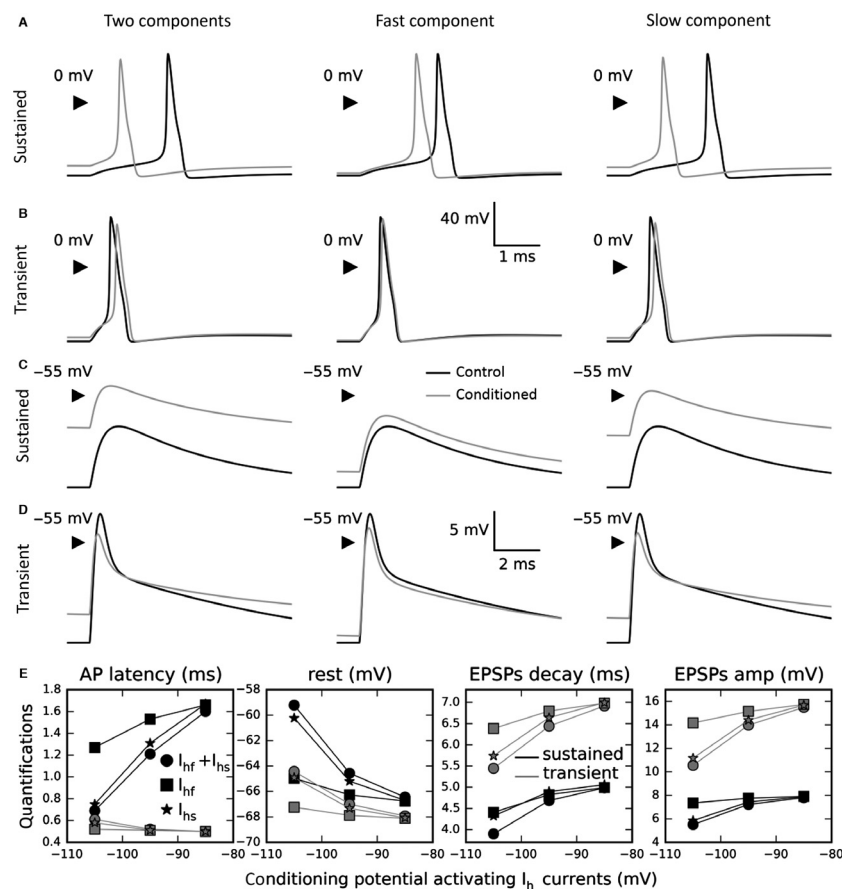 A Two components Fast component Slow component
Sustained
0 mV 0 mV 0 mV
B
Transient
0 mV 0 mV 0 mV
40 mV
1 ms
C
Sustained
−55 mV −55 mV −55 mV
Control
Conditioned
D
Transient
−55 mV −55 mV −55 mV
5 mV
2 ms
E AP latency (ms) rest (mV) EPSPs decay (ms) EPSPs amp (mV)
Quantifications
1.8
1.6
1.4
1.2
1.0
0.8
0.6
0.4
I_hf + I_hs
I_hf
I_hs
−110 −100 −90 −80
−58
−60
−62
−64
−66
−68
−70
−110 −100 −90 −80
7.0
6.5
6.0
5.5
5.0
4.5
4.0
sustained
transient
−110 −100 −90 −80
16
14
12
10
8
6
4
−110 −100 −90 −80
Conditioning potential activating I_h currents (mV)